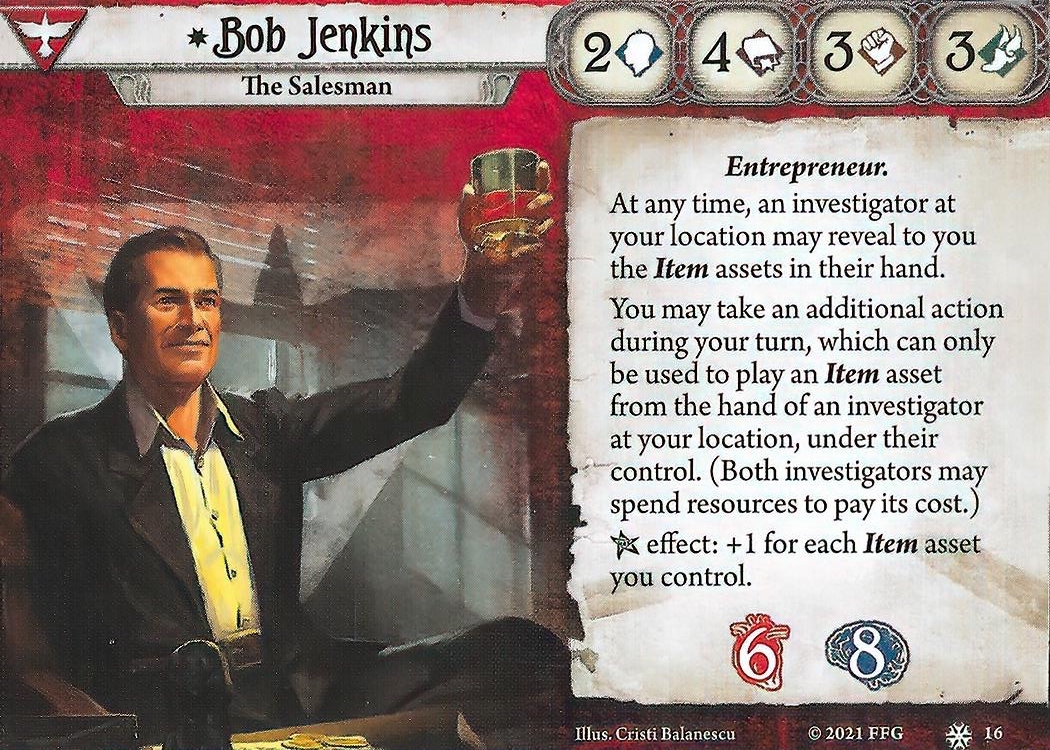 Bob Jenkins
The Salesman
2 4 3 3
Entrepreneur.
At any time, an investigator at
your location may reveal to you
the Item assets in their hand.
You may take an additional action
during your turn, which can only
be used to play an Item asset
from the hand of an investigator
at your location, under their
control. (Both investigators may
spend resources to pay its cost.)
effect: +1 for each Item asset
you control.
6 8
Illus. Cristi Balanescu © 2021 FFG 16